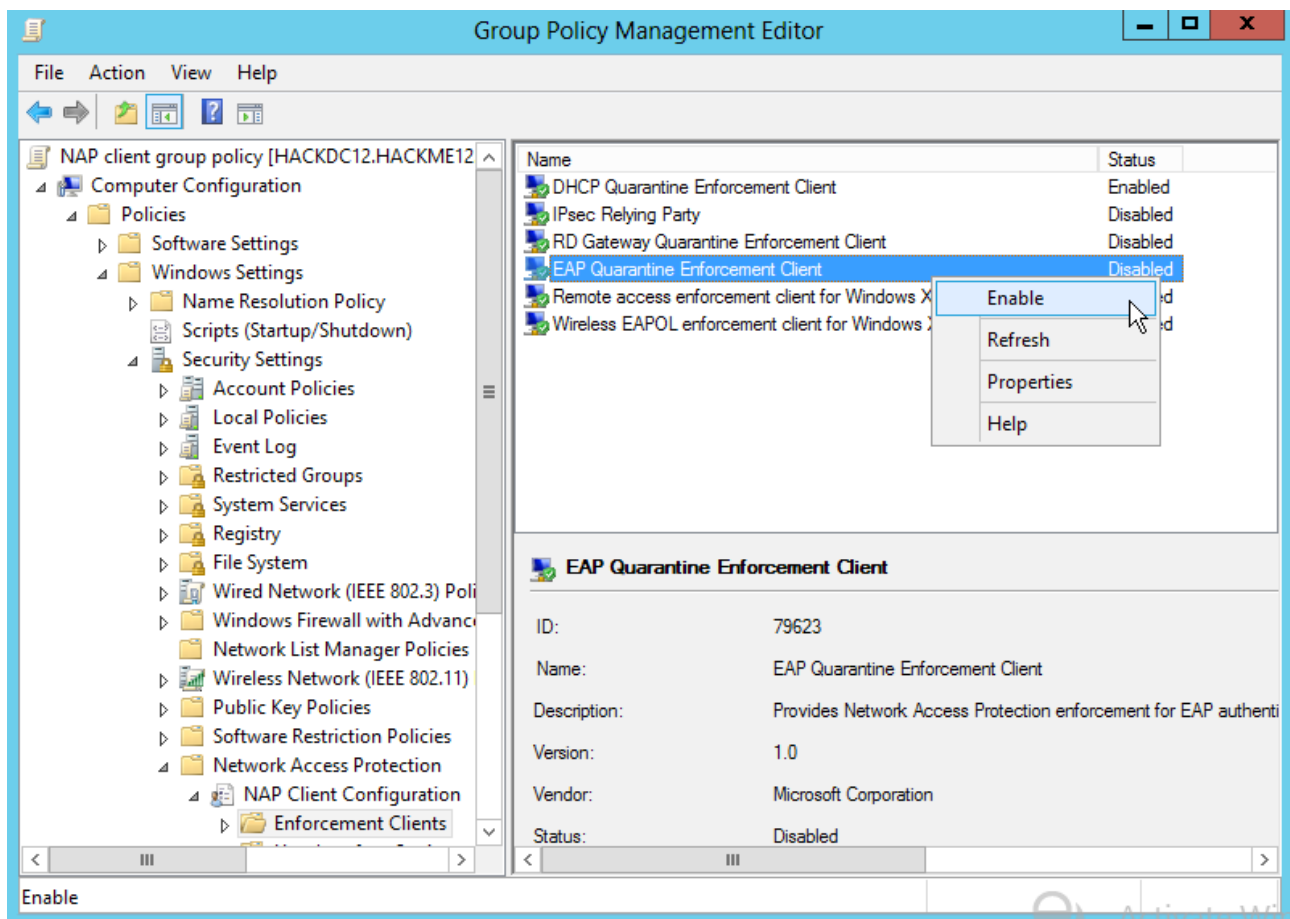 Group Policy Management Editor
File Action View Help
NAP client group policy [HACKDC12.HACKME12
Computer Configuration
Policies
Software Settings
Windows Settings
Name Resolution Policy
Scripts (Startup/Shutdown)
Security Settings
Account Policies
Local Policies
Event Log
Restricted Groups
System Services
Registry
File System
Wired Network (IEEE 802.3) Poli
Windows Firewall with Advanc
Network List Manager Policies
Wireless Network (IEEE 802.11)
Public Key Policies
Software Restriction Policies
Network Access Protection
NAP Client Configuration
Enforcement Clients
Name Status
DHCP Quarantine Enforcement Client Enabled
IPsec Relying Party Disabled
RD Gateway Quarantine Enforcement Client Disabled
EAP Quarantine Enforcement Client Disabled
Remote access enforcement client for Windows X ed
Wireless EAPOL enforcement client for Windows ed
Enable
Refresh
Properties
Help
EAP Quarantine Enforcement Client
ID: 79623
Name: EAP Quarantine Enforcement Client
Description: Provides Network Access Protection enforcement for EAP authenti
Version: 1.0
Vendor: Microsoft Corporation
Status: Disabled
Enable